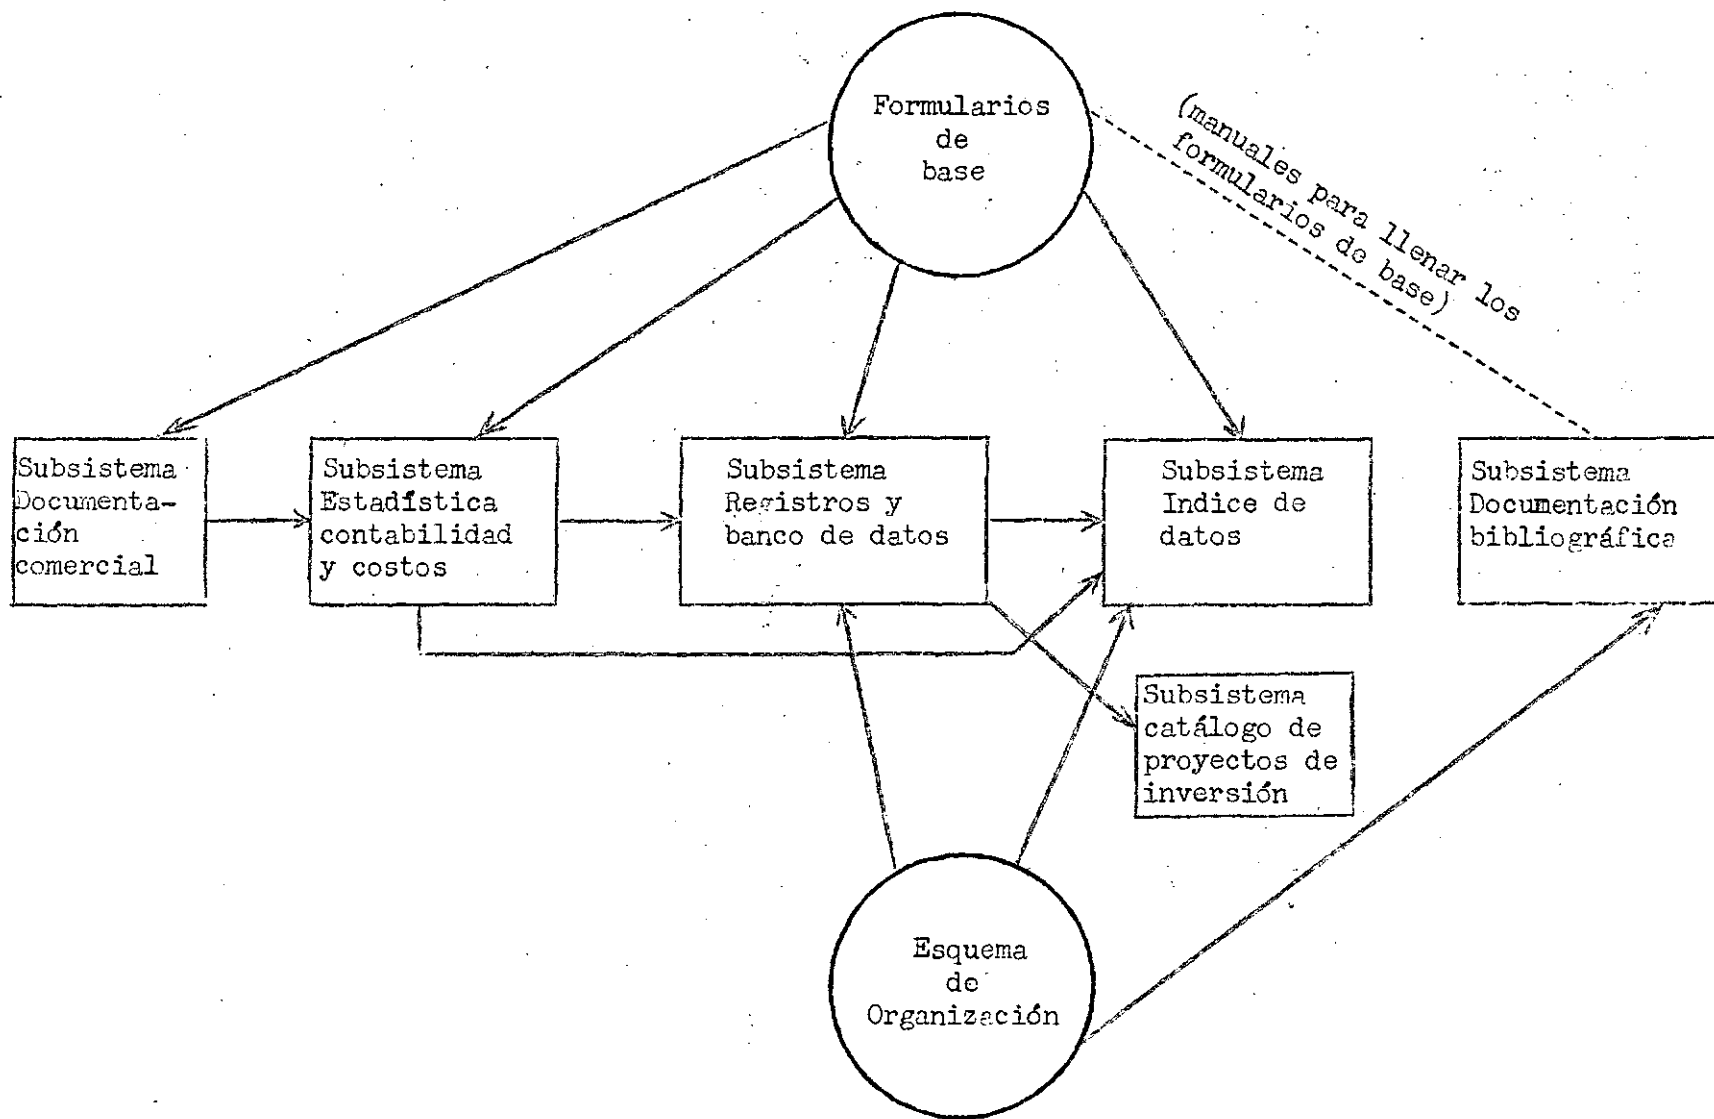 Formularios
de
base
(manuales para llenar los
formularios de base)
Subsistema
Documenta-
ción
comercial
Subsistema
Estadística
contabilidad
y costos
Subsistema
Registros y
banco de datos
Subsistema
Indice de
datos
Subsistema
Documentación
bibliográfica
Subsistema
catálogo de
proyectos de
inversión
Esquema
de
Organización